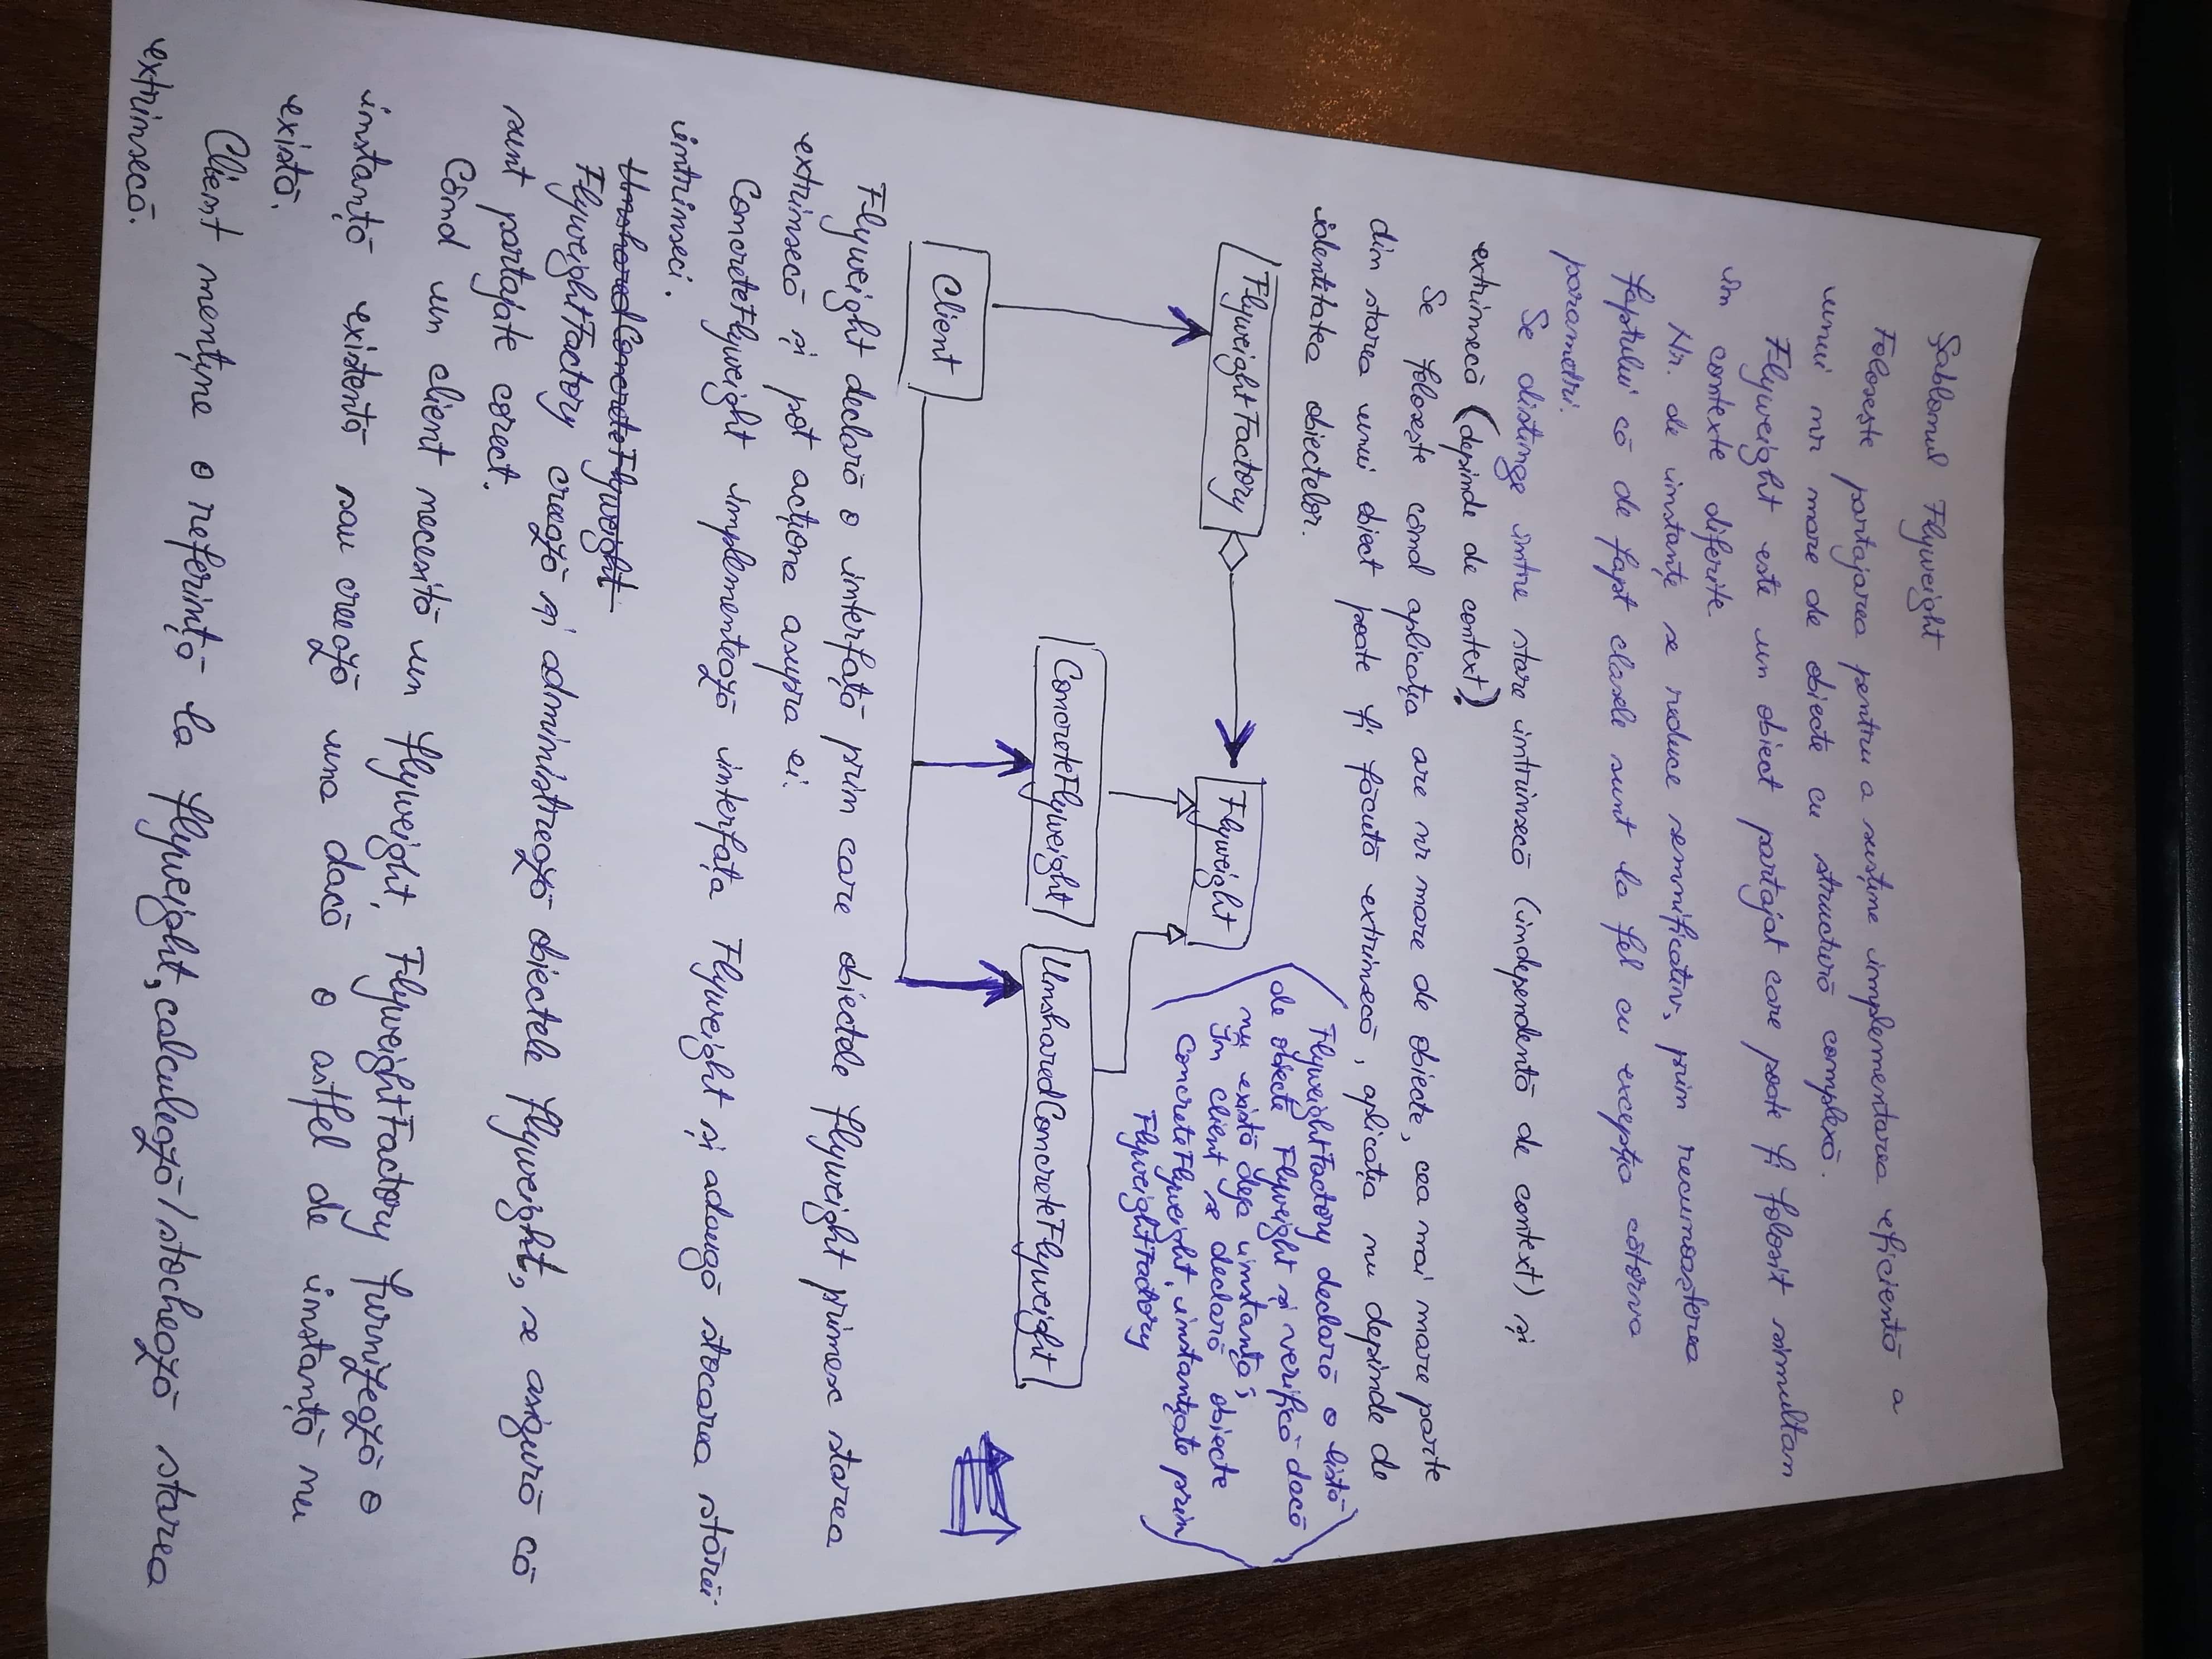 Șablonul Flyweight
Folosește partajarea pentru a susține implementarea eficientă a
unui nr mare de obiecte cu structură complexă.
Flyweight este un obiect partajat care poate fi folosit simultan
în contexte diferite.
Nr. de instanțe se reduce semnificativ, prin recunoașterea
faptului că de fapt clasele sunt la fel cu excepția câtorva
parametri.
Se distinge între stare intrinsecă (independentă de context) și
extrinsecă (depinde de context).
Se folosește când aplicația are nr mare de obiecte, cea mai mare parte
din starea unui obiect poate fi făcută extrinsecă, aplicația nu depinde de
identitatea obiectelor.
FlyweightFactory
Flyweight
FlyweightFactory declară o listă
de obiecte Flyweight și verifică dacă
nu există deja instanță;
În client se declară obiecte
ConcreteFlyweight, instanțiate prin
FlyweightFactory
Client
ConcreteFlyweight
UnsharedConcreteFlyweight
Flyweight declară o interfață prin care obiectele flyweight primesc starea
extrinsecă și pot acționa asupra ei.
ConcreteFlyweight implementează interfața Flyweight și adaugă stocarea stării
intrinseci.
UnsharedConcreteFlyweight
FlyweightFactory creează și administrează obiectele flyweight, se asigură că
sunt partajate corect.
Când un client necesită un flyweight, FlyweightFactory furnizează o
instanță existentă sau creează una dacă o astfel de instanță nu
există.
Client menține o referință la flyweight, calculează/stochează starea
extrinsecă.